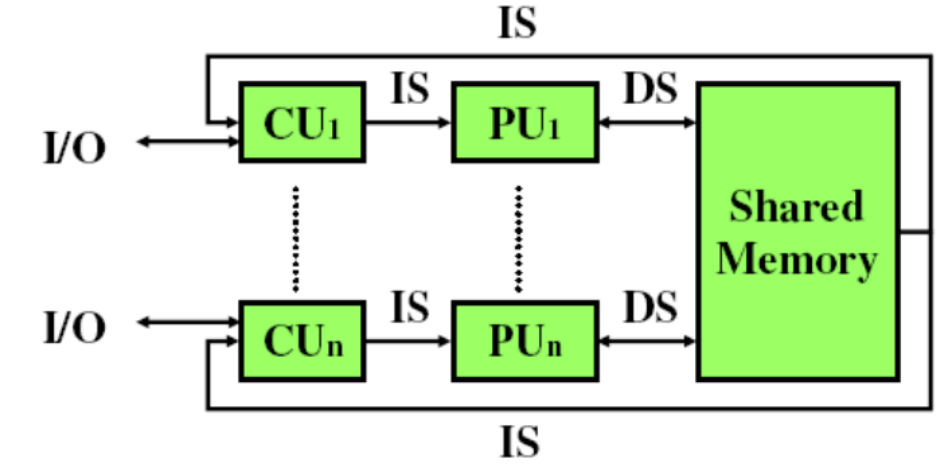 IS
IS
DS
CU1
PU1
I/O
Shared
Memory
IS
DS
I/O
CUn
PUn
IS